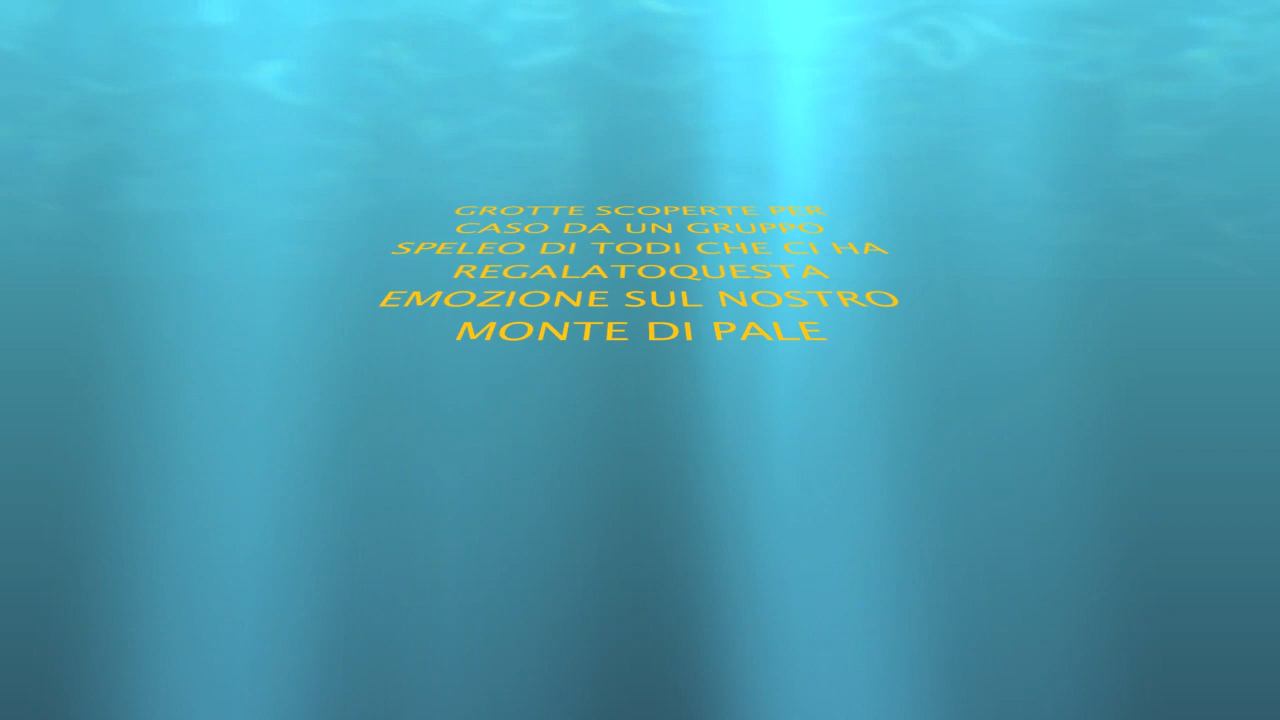 GROTTE SCOPERTE PER
CASO DA UN GRUPPO
SPELEO DI TODI CHE CI HA
REGALATOQUESTA
EMOZIONE SUL NOSTRO
MONTE DI PALE